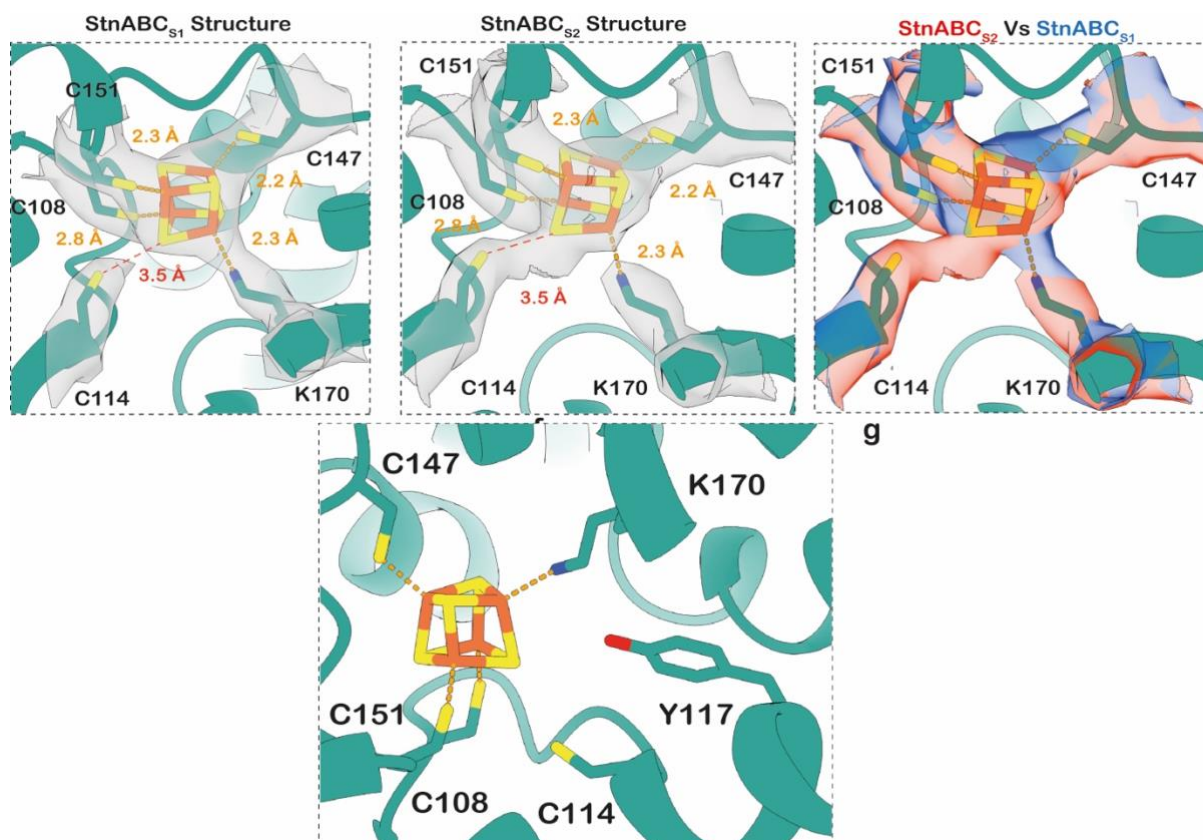 StnABCS1 Structure
StnABCS2 Structure
StnABCS2 Vs StnABCS1
C151
2.3 Å
C147
2.2 Å
C108
2.8 Å
2.3 Å
3.5 Å
C114
K170
C151
2.3 Å
C147
2.2 Å
C108
2.8 Å
2.3 Å
3.5 Å
C114
K170
C151
C147
C108
C114
K170
g
C147
K170
C151
Y117
C108
C114